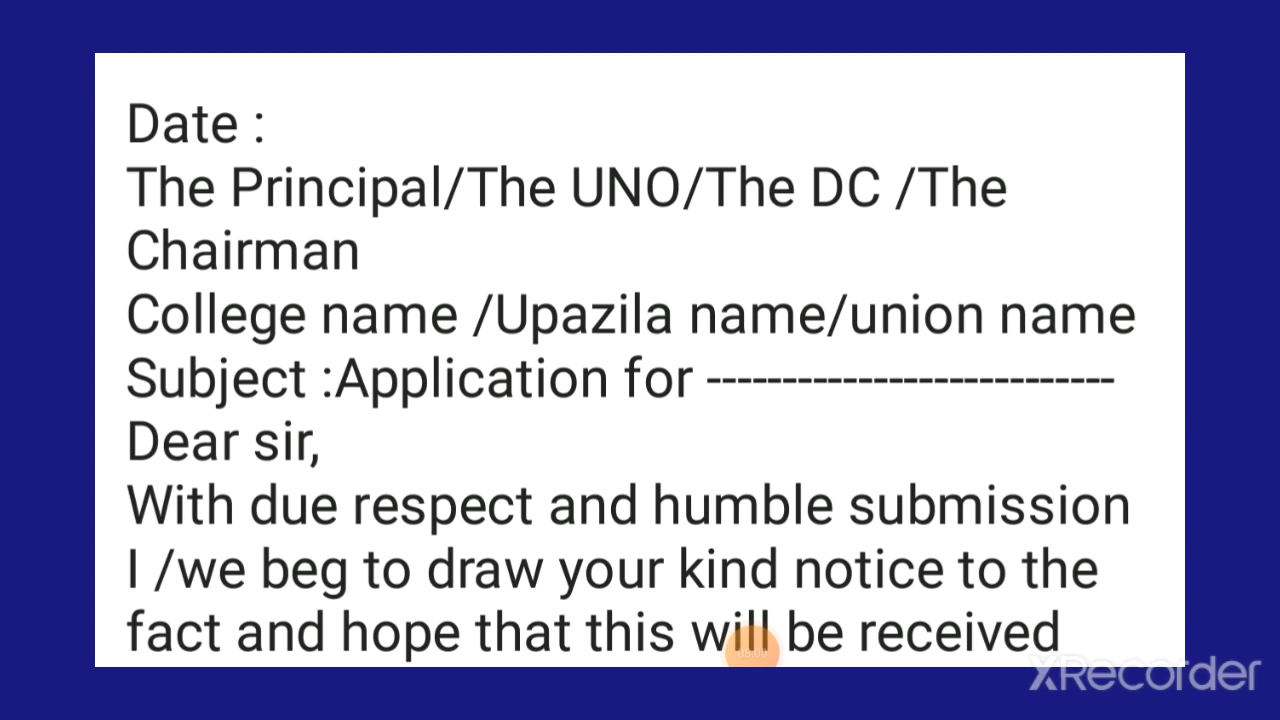 Date :
The Principal/The UNO/The DC /The
Chairman
College name /Upazila name/union name
Subject :Application for ---------------------------
Dear sir,
With due respect and humble submission
I /we beg to draw your kind notice to the
fact and hope that this will be received
XRecorder